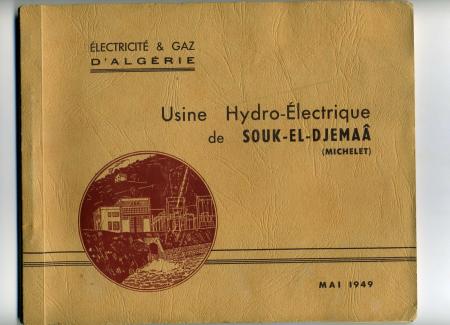 ÉLECTRICITÉ & GAZ
D'ALGÉRIE
Usine Hydro-Électrique
de SOUK-EL-DJEMAÂ
(MICHELET)
MAI 1949